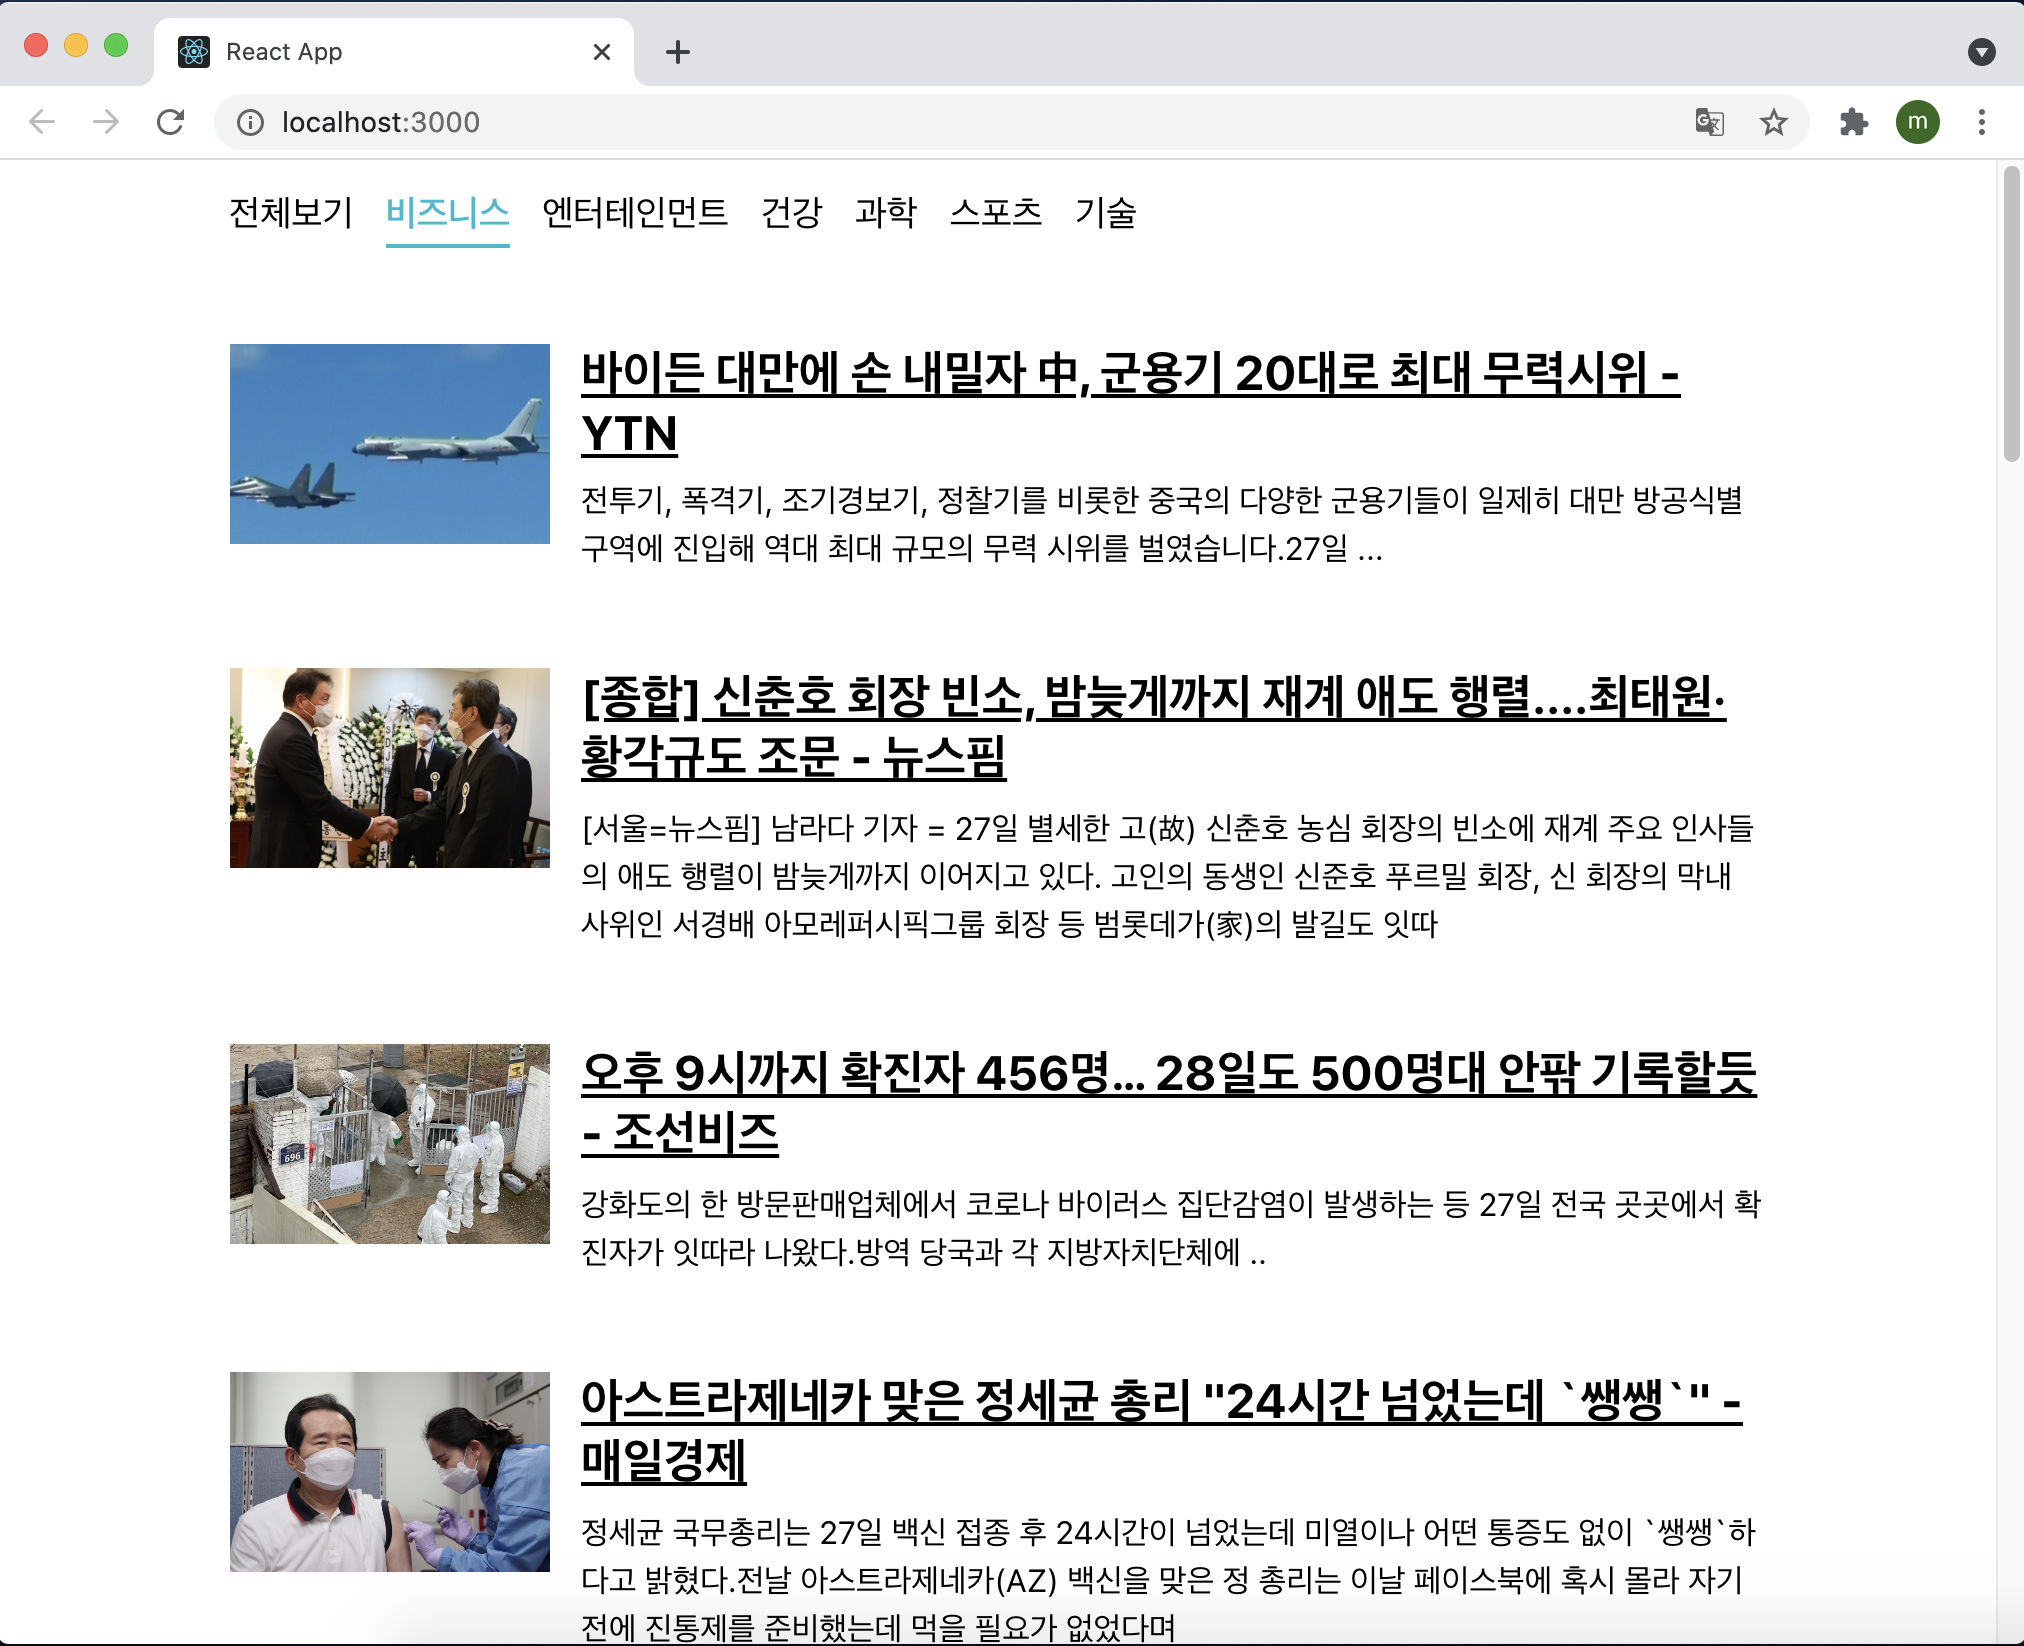 React App
localhost:3000
m
전체보기 비즈니스 엔터테인먼트 건강 과학 스포츠 기술
바이든 대만에 손 내밀자 中, 군용기 20대로 최대 무력시위 -
YTN
전투기, 폭격기, 조기경보기, 정찰기를 비롯한 중국의 다양한 군용기들이 일제히 대만 방공식별
구역에 진입해 역대 최대 규모의 무력 시위를 벌였습니다.27일 ...
[종합] 신춘호 회장 빈소, 밤늦게까지 재계 애도 행렬....최태원·
황각규도 조문 - 뉴스핌
[서울=뉴스핌] 남라다 기자 = 27일 별세한 고(故) 신춘호 농심 회장의 빈소에 재계 주요 인사들
의 애도 행렬이 밤늦게까지 이어지고 있다. 고인의 동생인 신준호 푸르밀 회장, 신 회장의 막내
사위인 서경배 아모레퍼시픽그룹 회장 등 범롯데가(家)의 발길도 잇따
696
오후 9시까지 확진자 456명… 28일도 500명대 안팎 기록할듯
- 조선비즈
강화도의 한 방문판매업체에서 코로나 바이러스 집단감염이 발생하는 등 27일 전국 곳곳에서 확
진자가 잇따라 나왔다.방역 당국과 각 지방자치단체에 ..
아스트라제네카 맞은 정세균 총리 "24시간 넘었는데 `쌩쌩`" -
매일경제
정세균 국무총리는 27일 백신 접종 후 24시간이 넘었는데 미열이나 어떤 통증도 없이 `쌩쌩`하
다고 밝혔다.전날 아스트라제네카(AZ) 백신을 맞은 정 총리는 이날 페이스북에 혹시 몰라 자기
전에 진통제를 준비했는데 먹을 필요가 없었다며